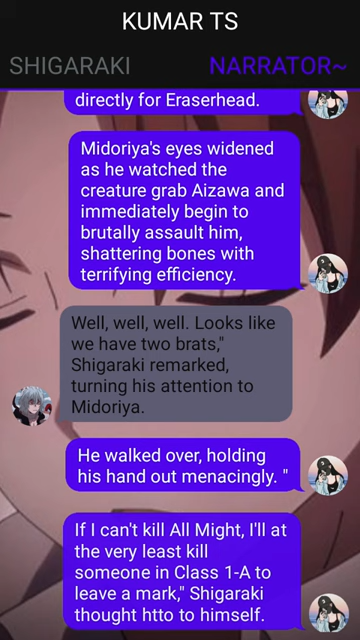 KUMAR TS
SHIGARAKI
NARRATOR~
directly for Eraserhead.
Midoriya's eyes widened
as he watched the
creature grab Aizawa and
immediately begin to
brutally assault him,
shattering bones with
terrifying efficiency.
Well, well, well. Looks like
we have two brats,"
Shigaraki remarked,
turning his attention to
Midoriya.
He walked over, holding
his hand out menacingly. "
If I can't kill All Might, I'll at
the very least kill
someone in Class 1-A to
leave a mark," Shigaraki
thought htto to himself.